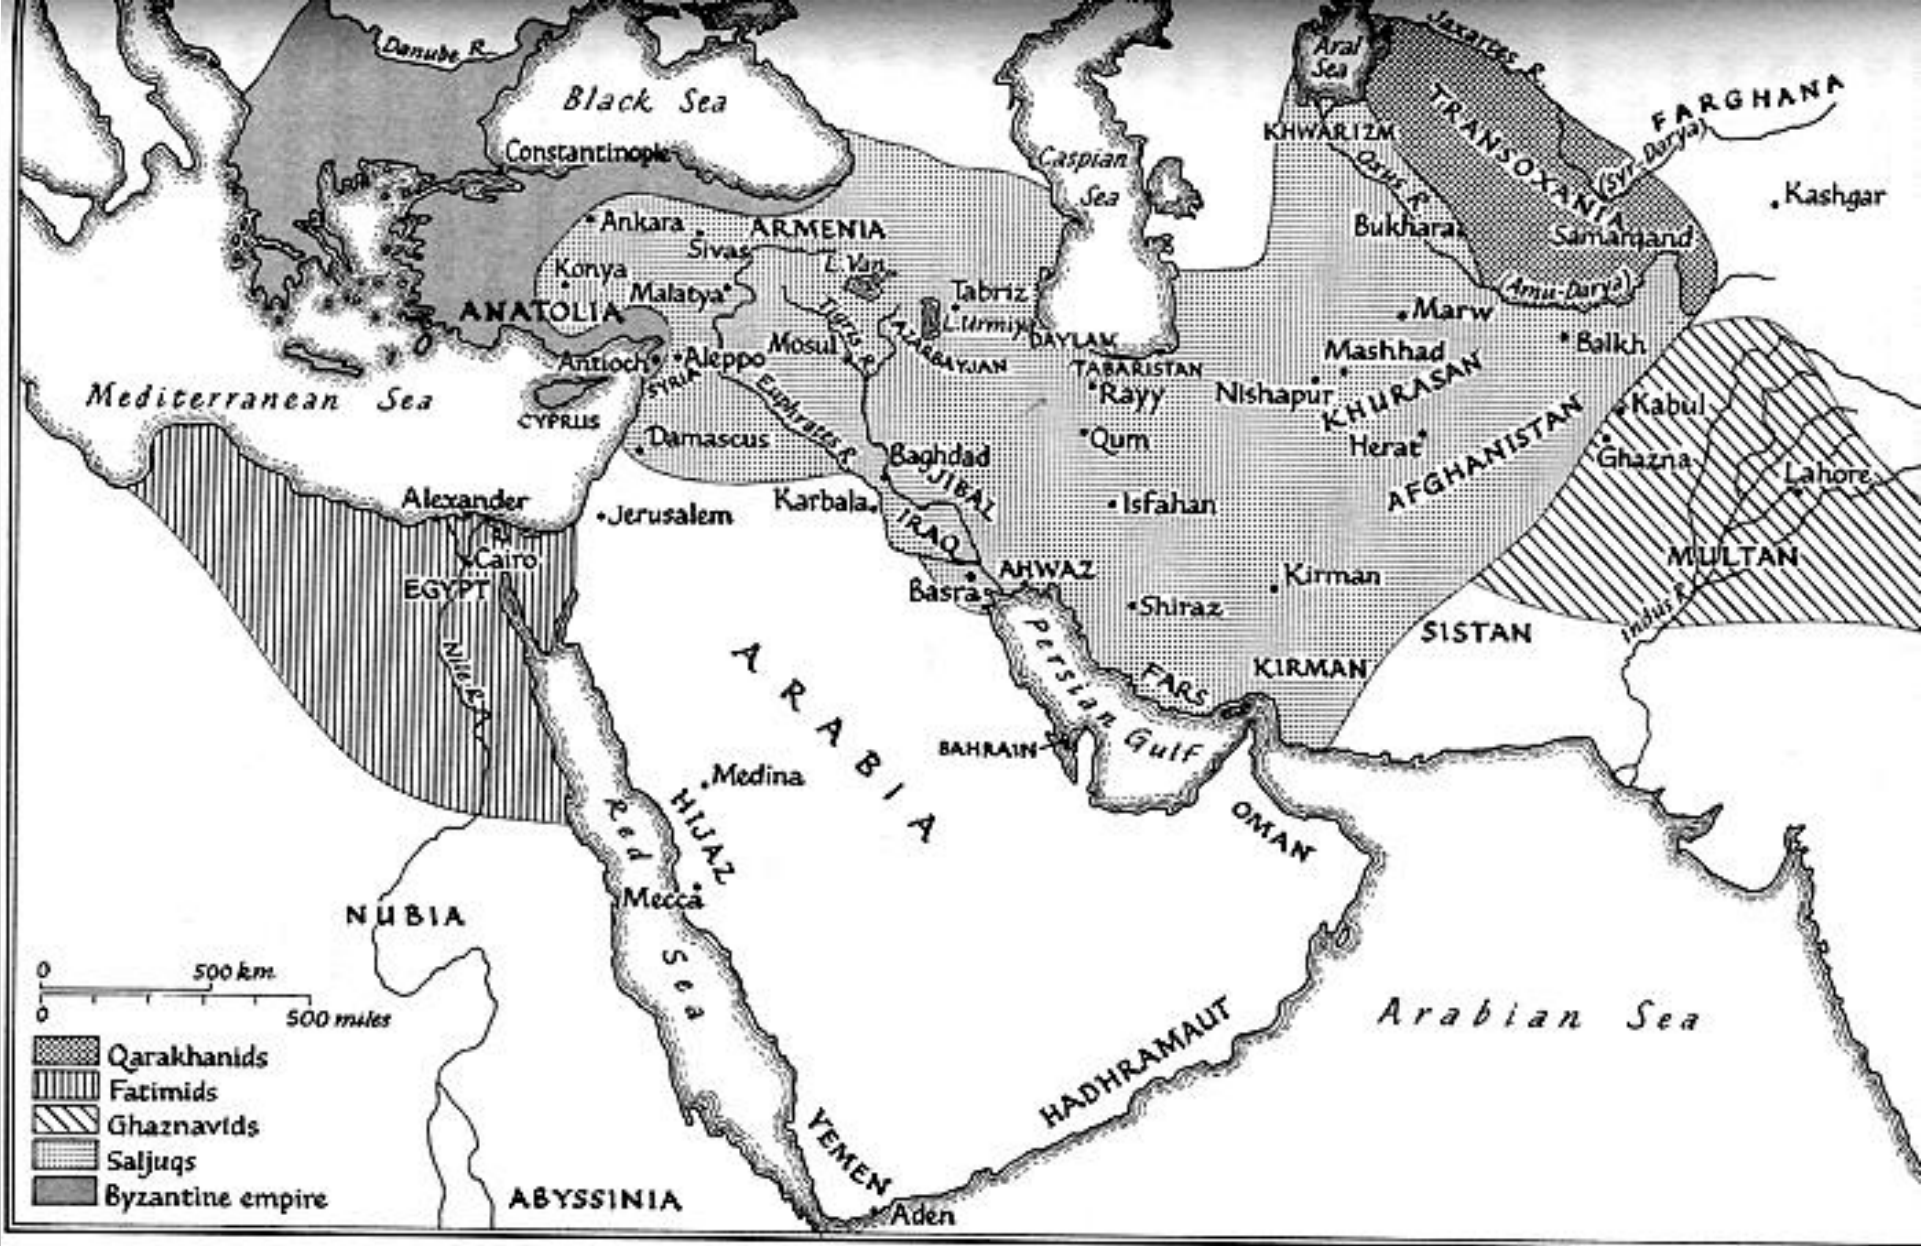 Danube R.
Black Sea
Constantinople
Aral
Sea
Jaxartes R.
FARGHANA
(Syr-Darya)
TRANSOXANIA
KHWARIZM
Oxus R.
Caspian
Sea
Kashgar
Bukhara
Samarqand
(Amu-Darya)
Ankara
Sivas
ARMENIA
L. Van
Konya
Malatya
Tabriz
L. Urmiy
ANATOLIA
Tigris R.
AZARBAYJAN
DAYLAM
Marw
Balkh
Mosul
Antioch
Aleppo
SYRIA
TABARISTAN
Rayy
Mashhad
Nishapur
KHURASAN
Kabul
Mediterranean Sea
CYPRUS
Euphrates R.
Damascus
Qum
Herat
AFGHANISTAN
Ghazna
Lahore
Baghdad
JIBAL
Alexander
Jerusalem
Karbala
IRAQ
Isfahan
Cairo
EGYPT
MULTAN
AHWAZ
Kirman
Basra
Shiraz
Indus R.
SISTAN
Nile R.
Persian Gulf
FARS
KIRMAN
ARABIA
BAHRAIN
Medina
HIJAZ
OMAN
Red Sea
Mecca
NUBIA
Arabian Sea
HADHRAMAUT
YEMEN
Aden
ABYSSINIA
0 500 km
0 500 miles
Qarakhanids
Fatimids
Ghaznavids
Saljuqs
Byzantine empire